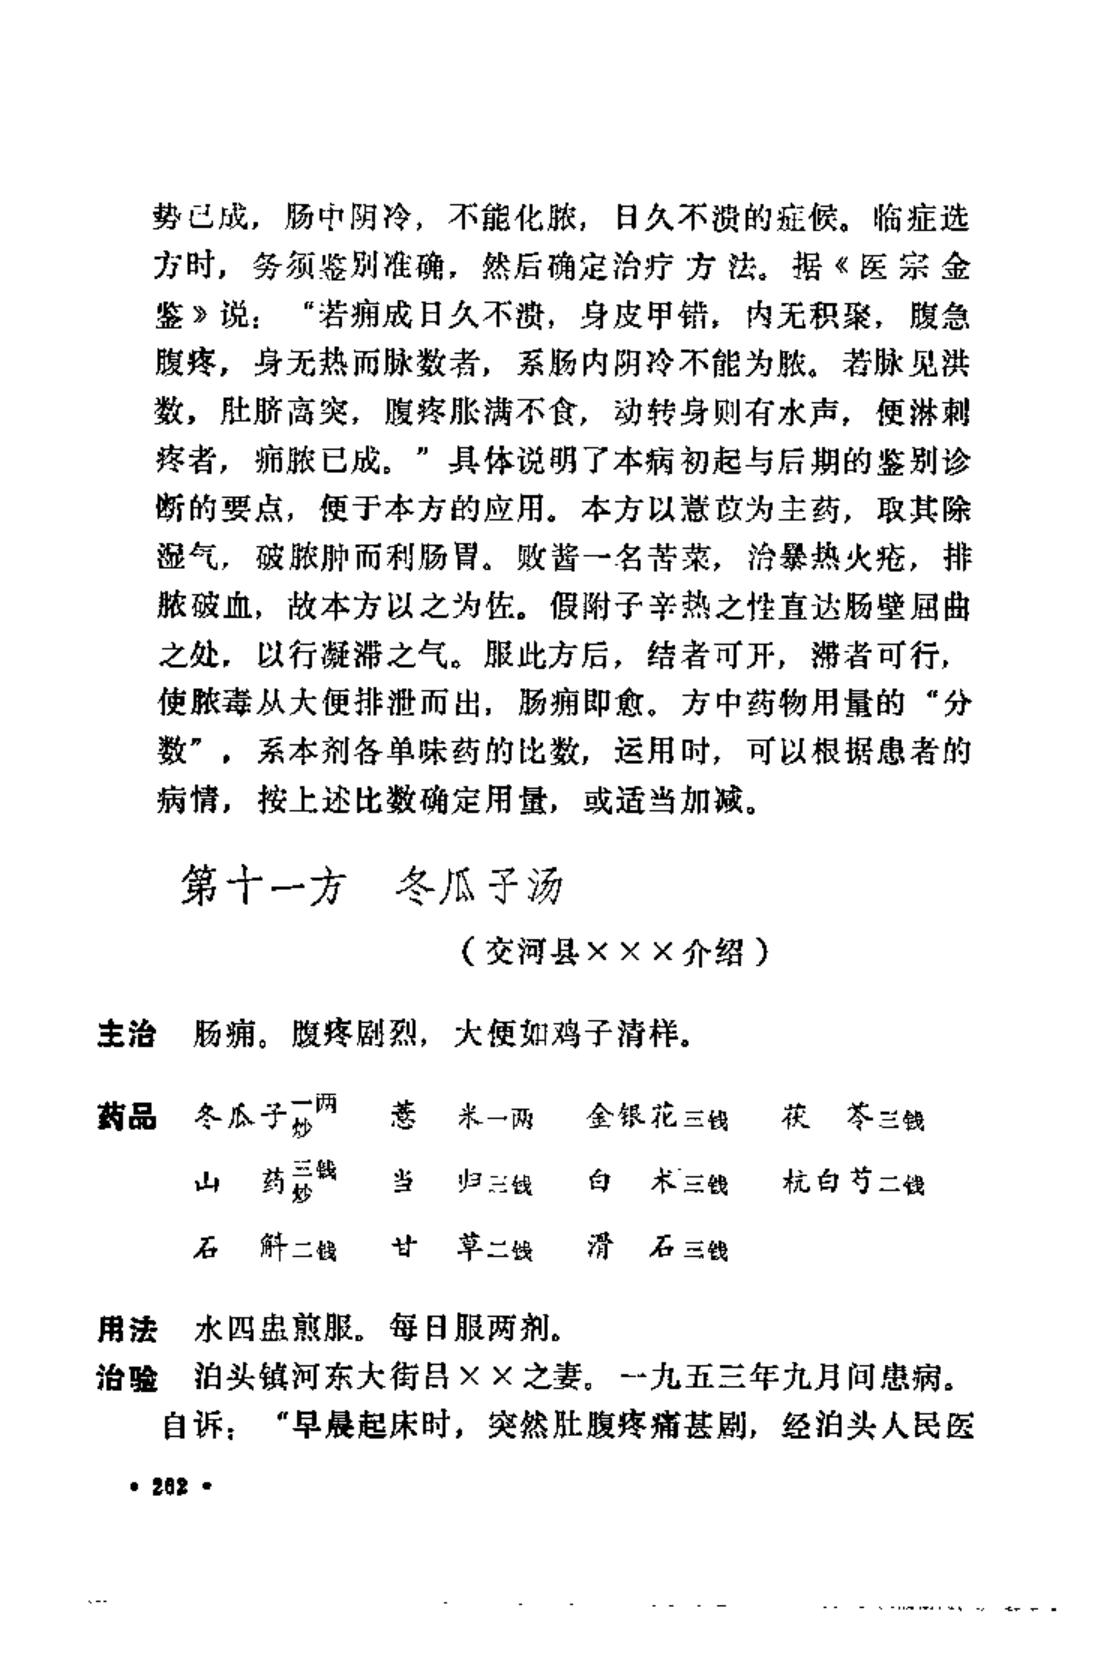 势已成，肠中阴冷，不能化脓，日久不溃的症候。临症选
方时，务须鉴别准确，然后确定治疗方法。据《医宗金
鉴》说：“若痈成日久不溃，身皮甲错，内无积聚，腹急
腹疼，身无热而脉数者，系肠内阴冷不能为脓。若脉见洪
数，肚脐高突，腹疼胀满不食，动转身则有水声，便淋刺
疼者，痈脓已成。”具体说明了本病初起与后期的鉴别诊
断的要点，便于本方的应用。本方以薏苡为主药，取其除
湿气，破脓肿而利肠胃。败酱一名苦菜，治暴热火疮，排
脓破血，故本方以之为佐。假附子辛热之性直达肠壁屈曲
之处，以行凝滞之气。服此方后，结者可开，滞者可行，
使脓毒从大便排泄而出，肠痈即愈。方中药物用量的“分
数”，系本剂各单味药的比数，运用时，可以根据患者的
病情，按上述比数确定用量，或适当加减。
第十一方　冬瓜子汤
（交河县×××介绍）
主治　肠痈。腹疼剧烈，大便如鸡子清样。
药品　冬瓜子一两炒　薏　米一两　金银花三钱　茯　苓三钱
山　药三钱炒　当　归三钱　白　术三钱　杭白芍二钱
石　斛二钱　甘　草二钱　滑　石三钱
用法　水四盅煎服。每日服两剂。
治验　泊头镇河东大街吕××之妻。一九五三年九月间患病。
自诉：“早晨起床时，突然肚腹疼痛甚剧，经泊头人民医
• 262 •